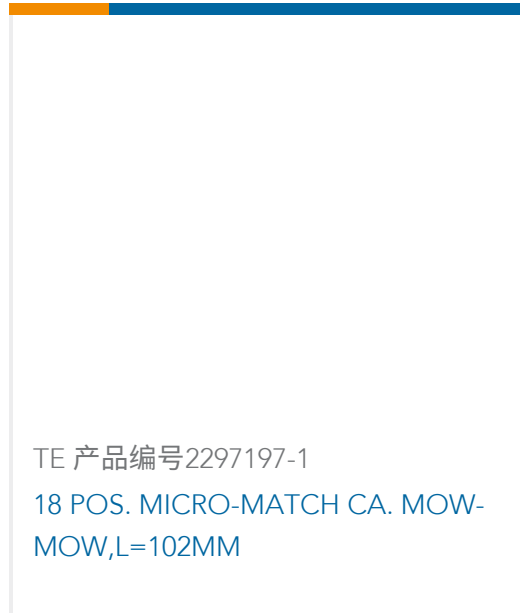 TE 产品编号2297197-1
18 POS. MICRO-MATCH CA. MOW-
MOW,L=102MM